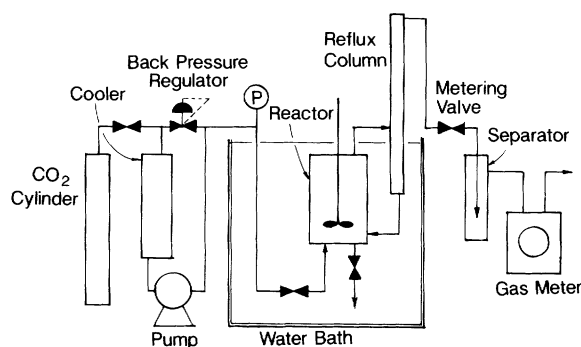 Reflux
Column
Back Pressure
Regulator
Metering
Valve
Cooler
P
Reactor
Separator
CO₂
Cylinder
Gas Meter
Pump
Water Bath